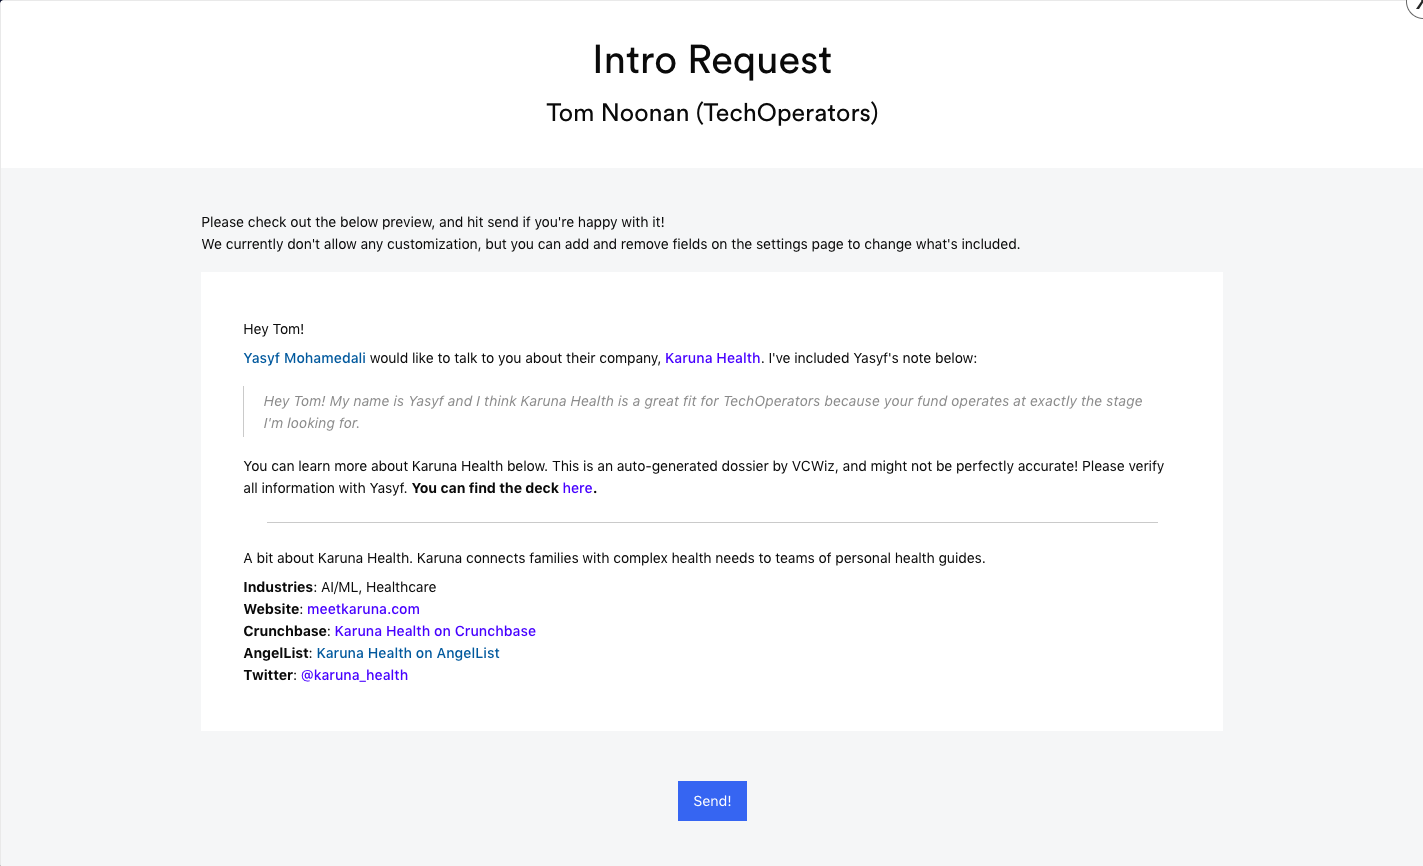 Intro Request
Tom Noonan (TechOperators)
Please check out the below preview, and hit send if you're happy with it!
We currently don't allow any customization, but you can add and remove fields on the settings page to change what's included.
Hey Tom!
Yasyf Mohamedali would like to talk to you about their company, Karuna Health. I've included Yasyf's note below:
Hey Tom! My name is Yasyf and I think Karuna Health is a great fit for TechOperators because your fund operates at exactly the stage
I'm looking for.
You can learn more about Karuna Health below. This is an auto-generated dossier by VCWiz, and might not be perfectly accurate! Please verify
all information with Yasyf. You can find the deck here.
A bit about Karuna Health. Karuna connects families with complex health needs to teams of personal health guides.
Industries: AI/ML, Healthcare
Website: meetkaruna.com
Crunchbase: Karuna Health on Crunchbase
AngelList: Karuna Health on AngelList
Twitter: @karuna_health
Send!